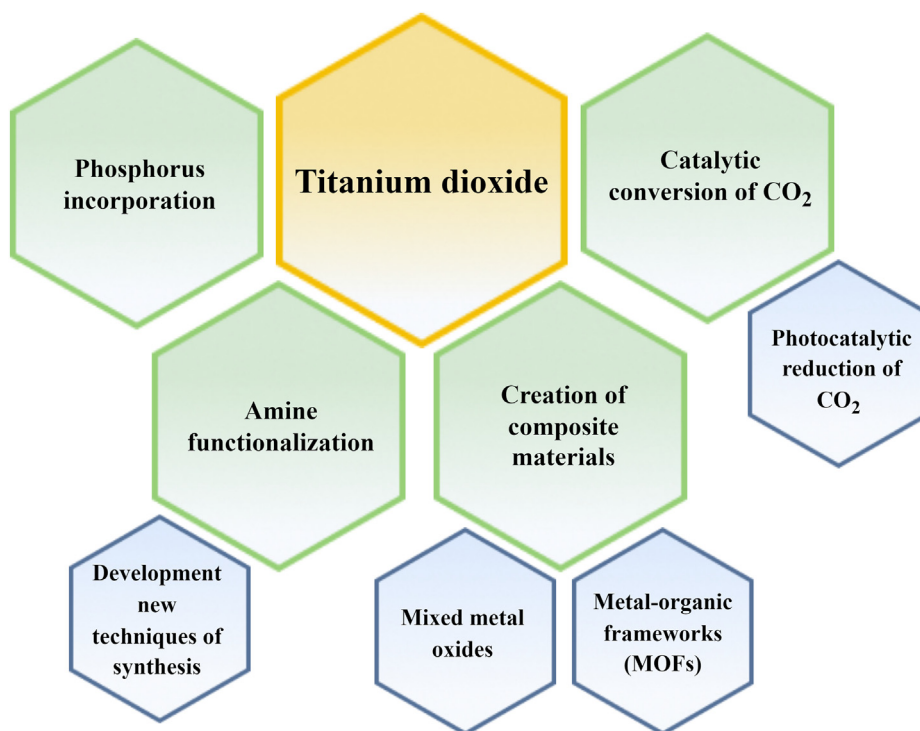 Phosphorus
incorporation
Titanium dioxide
Catalytic
conversion of CO₂
Photocatalytic
reduction of
CO₂
Amine
functionalization
Creation of
composite
materials
Development
new
techniques of
synthesis
Mixed metal
oxides
Metal-organic
frameworks
(MOFs)